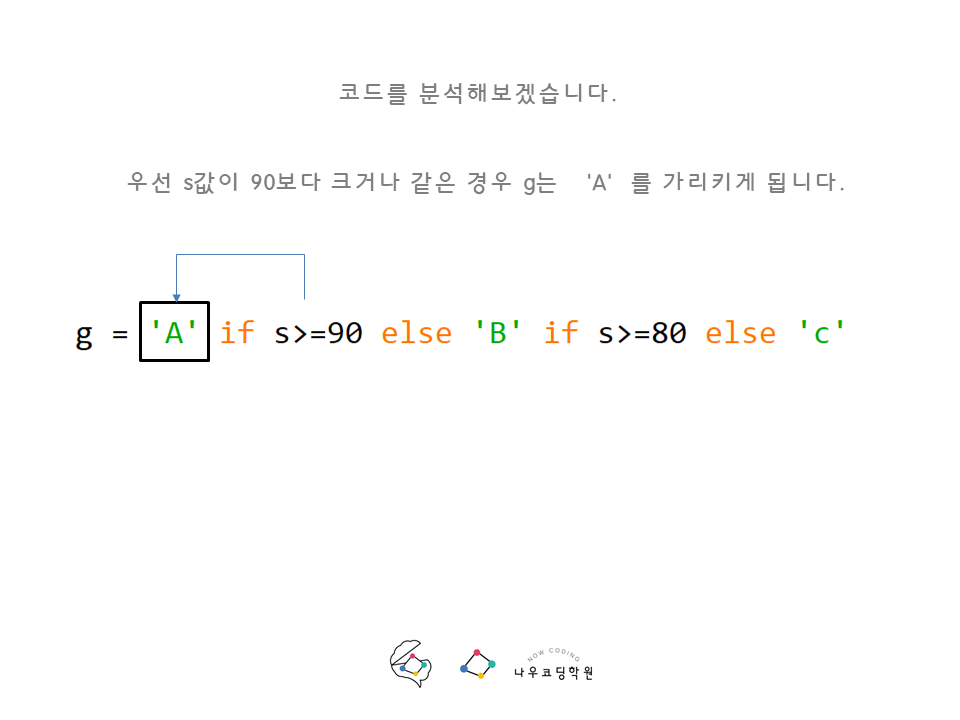 코드를 분석해보겠습니다.
우선 s값이 90보다 크거나 같은 경우 g는 'A' 를 가리키게 됩니다.
g = 'A' if s>=90 else 'B' if s>=80 else 'c'
NOW CODING
나우코딩학원